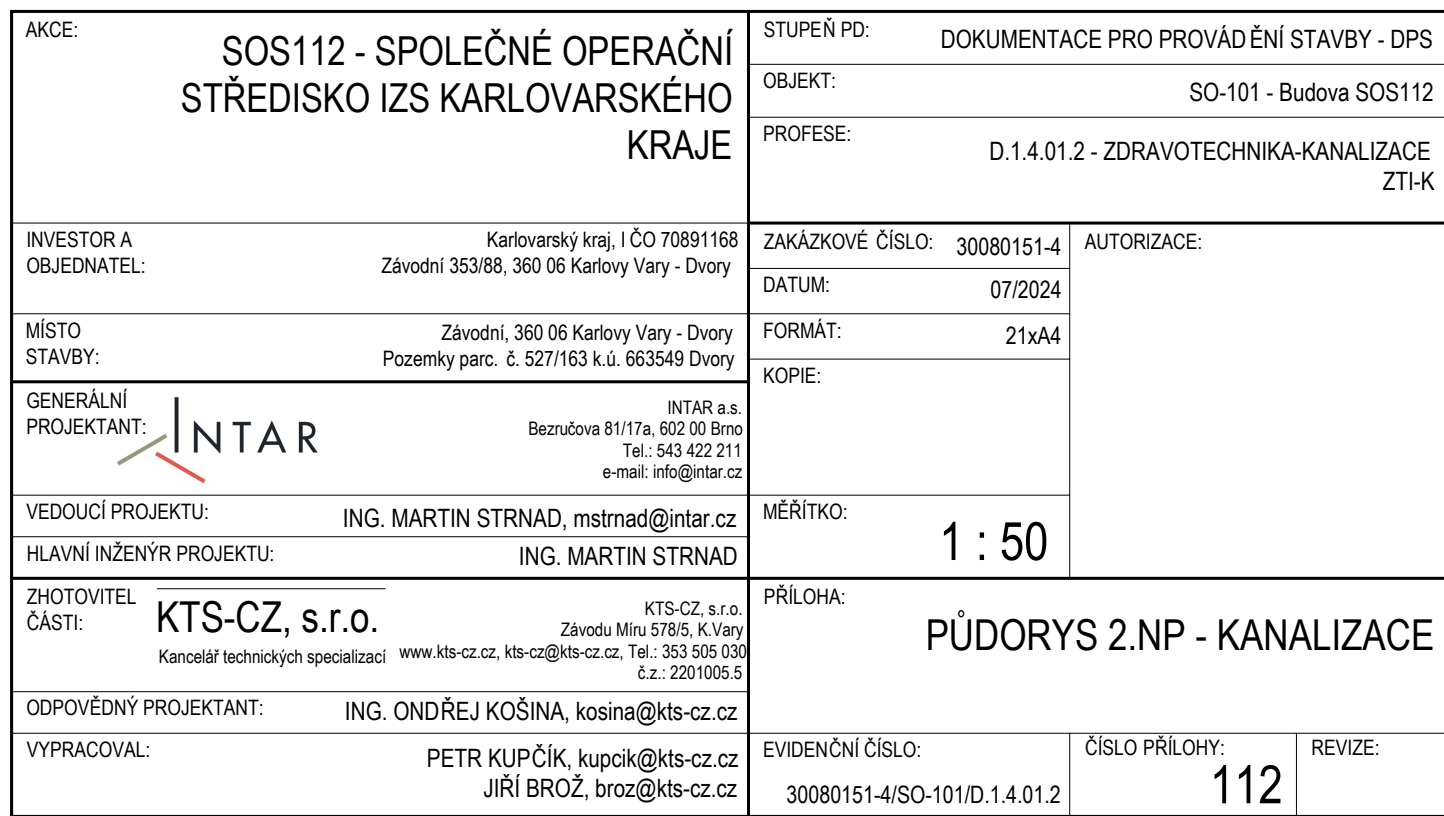 AKCE:
SOS112 - SPOLEČNÉ OPERAČNÍ
STŘEDISKO IZS KARLOVARSKÉHO
KRAJE
STUPEŇ PD:
DOKUMENTACE PRO PROVÁDĚNÍ STAVBY - DPS
OBJEKT:
SO-101 - Budova SOS112
PROFESE:
D.1.4.01.2 - ZDRAVOTECHNIKA-KANALIZACE
ZTI-K
INVESTOR A
OBJEDNATEL:
Karlovarský kraj, IČO 70891168
Závodní 353/88, 360 06 Karlovy Vary - Dvory
MÍSTO
STAVBY:
Závodní, 360 06 Karlovy Vary - Dvory
Pozemky parc. č. 527/163 k.ú. 663549 Dvory
ZAKÁZKOVÉ ČÍSLO: 30080151-4
DATUM: 07/2024
FORMÁT: 21xA4
KOPIE:
AUTORIZACE:
GENERÁLNÍ
PROJEKTANT:
INTAR
INTAR a.s.
Bezručova 81/17a, 602 00 Brno
Tel.: 543 422 211
e-mail: info@intar.cz
VEDOUCÍ PROJEKTU: ING. MARTIN STRNAD, mstrnad@intar.cz
HLAVNÍ INŽENÝR PROJEKTU: ING. MARTIN STRNAD
MĚŘÍTKO:
1 : 50
ZHOTOVITEL
ČÁSTI:
KTS-CZ, s.r.o.
Kancelář technických specializací
KTS-CZ, s.r.o.
Závodu Míru 578/5, K.Vary
www.kts-cz.cz, kts-cz@kts-cz.cz, Tel.: 353 505 030
č.z.: 2201005.5
PŘÍLOHA:
PŮDORYS 2.NP - KANALIZACE
ODPOVĚDNÝ PROJEKTANT: ING. ONDŘEJ KOŠINA, kosina@kts-cz.cz
VYPRACOVAL:
PETR KUPČÍK, kupcik@kts-cz.cz
JIŘÍ BROŽ, broz@kts-cz.cz
EVIDENČNÍ ČÍSLO:
30080151-4/SO-101/D.1.4.01.2
ČÍSLO PŘÍLOHY:
112
REVIZE: